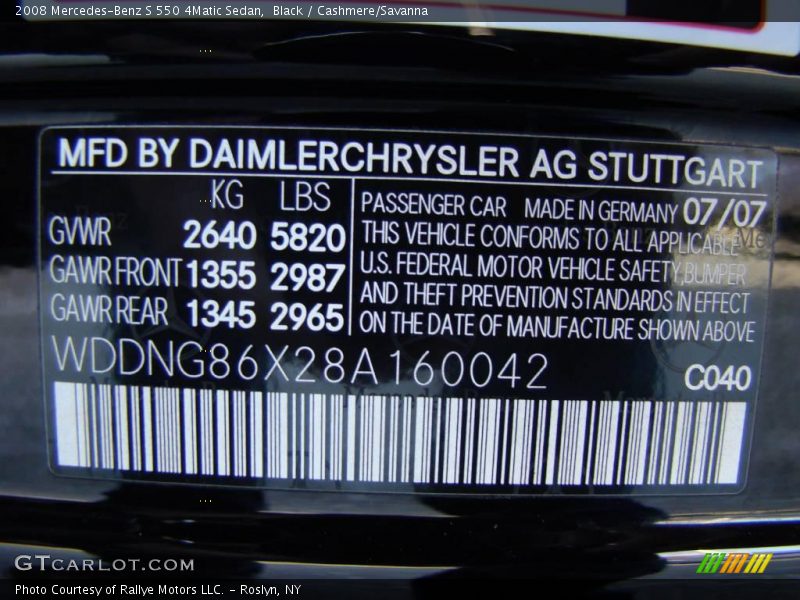 2008 Mercedes-Benz S 550 4Matic Sedan,  Black / Cashmere/Savanna
MFD BY DAIMLERCHRYSLER AG STUTTGART
KG LBS
GVWR 2640 5820
GAWR FRONT 1355 2987
GAWR REAR 1345 2965
PASSENGER CAR MADE IN GERMANY 07/07
THIS VEHICLE CONFORMS TO ALL APPLICABLE
U.S. FEDERAL MOTOR VEHICLE SAFETY, BUMPER
AND THEFT PREVENTION STANDARDS IN EFFECT
ON THE DATE OF MANUFACTURE SHOWN ABOVE
WDDNG86X28A160042
C040
GTCARLOT.COM
Photo Courtesy of Rallye Motors LLC. - Roslyn, NY